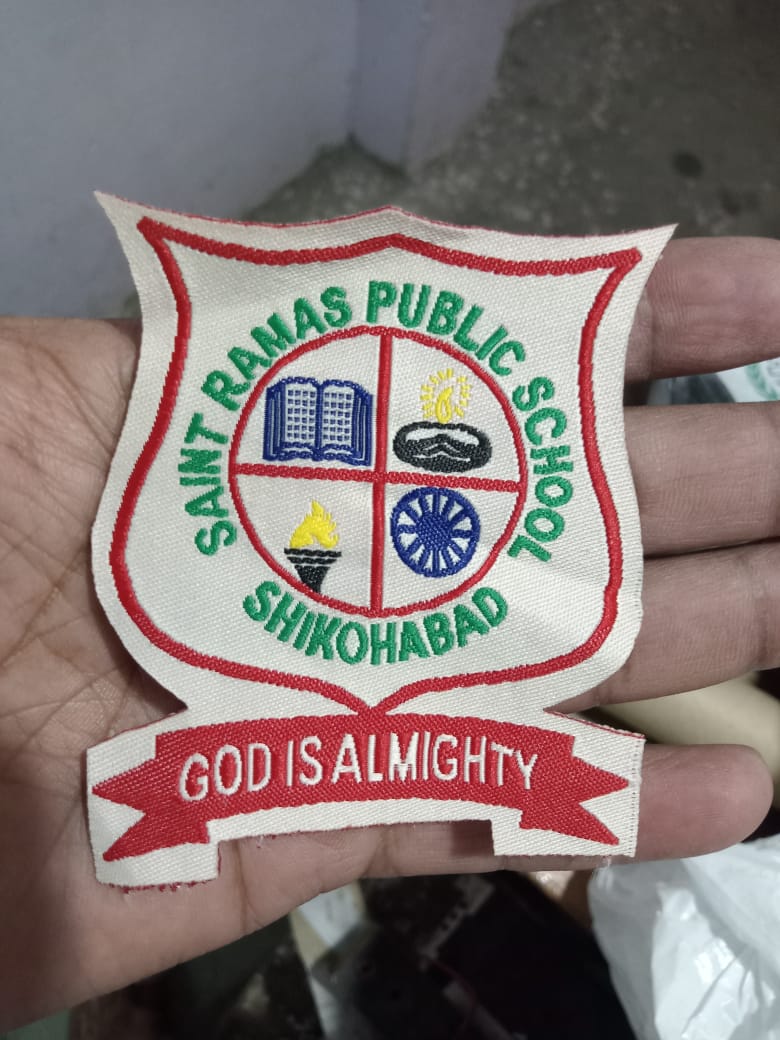 SAINT RAMAS PUBLIC SCHOOL
SHIKOHABAD
GOD IS ALMIGHTY